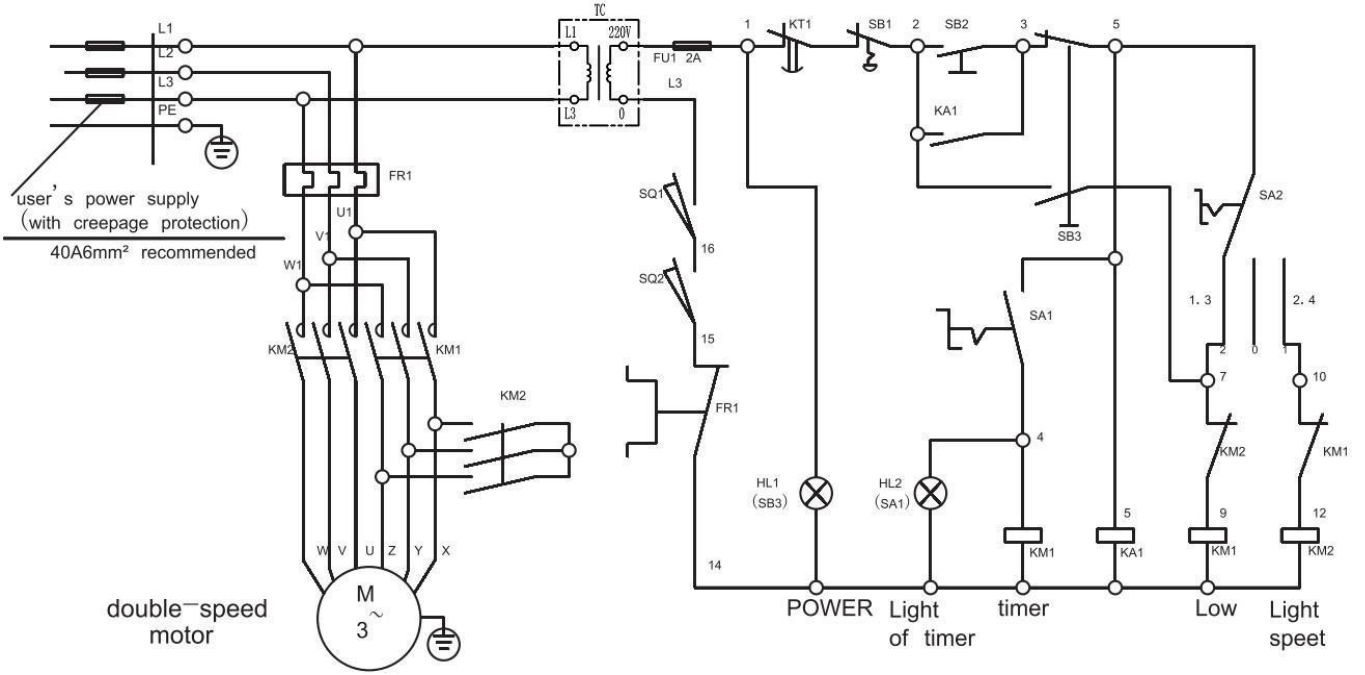 L1
L2
L3
PE
user's power supply
(with creepage protection)
40A6mm² recommended
FR1
U1
V1
W1
KM2
KM1
KM2
W V U Z Y X
M
3~
double-speed
motor
TC
L1 220V
L3 0
FU1 2A
L3
SQ1
16
SQ2
15
FR1
14
1
KT1
SB1
2
SB2
3
5
KA1
SB3
SA2
SA1
1. 3
2. 4
2 0 1
7
10
4
KM2
KM1
HL1
(SB3)
HL2
(SA1)
5
9
12
KM1
KA1
KM1
KM2
POWER
Light
of timer
timer
Low
Light
speet